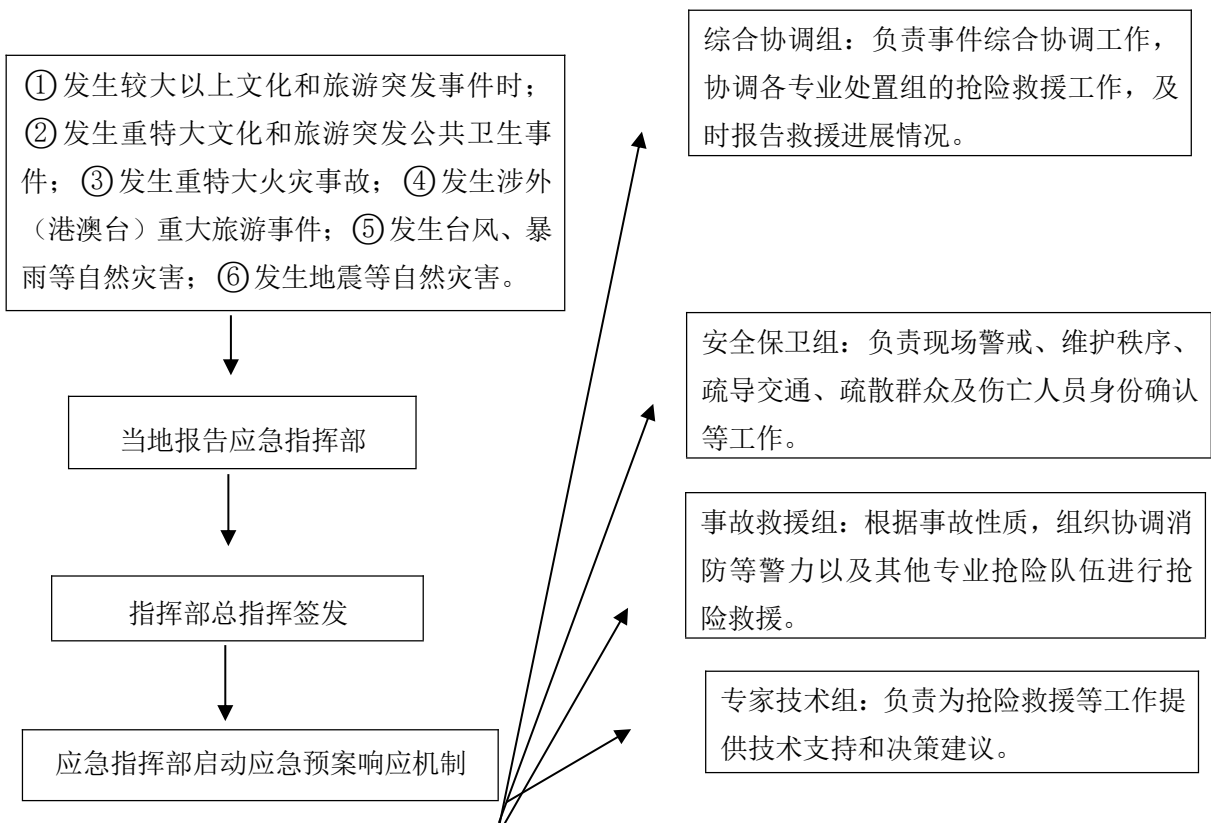 ①发生较大以上文化和旅游突发事件时；
②发生重特大文化和旅游突发公共卫生事
件；③发生重特大火灾事故；④发生涉外
（港澳台）重大旅游事件；⑤发生台风、暴
雨等自然灾害；⑥发生地震等自然灾害。
当地报告应急指挥部
指挥部总指挥签发
应急指挥部启动应急预案响应机制
综合协调组：负责事件综合协调工作，
协调各专业处置组的抢险救援工作，及
时报告救援进展情况。
安全保卫组：负责现场警戒、维护秩序、
疏导交通、疏散群众及伤亡人员身份确认
等工作。
事故救援组：根据事故性质，组织协调消
防等警力以及其他专业抢险队伍进行抢
险救援。
专家技术组：负责为抢险救援等工作提
供技术支持和决策建议。